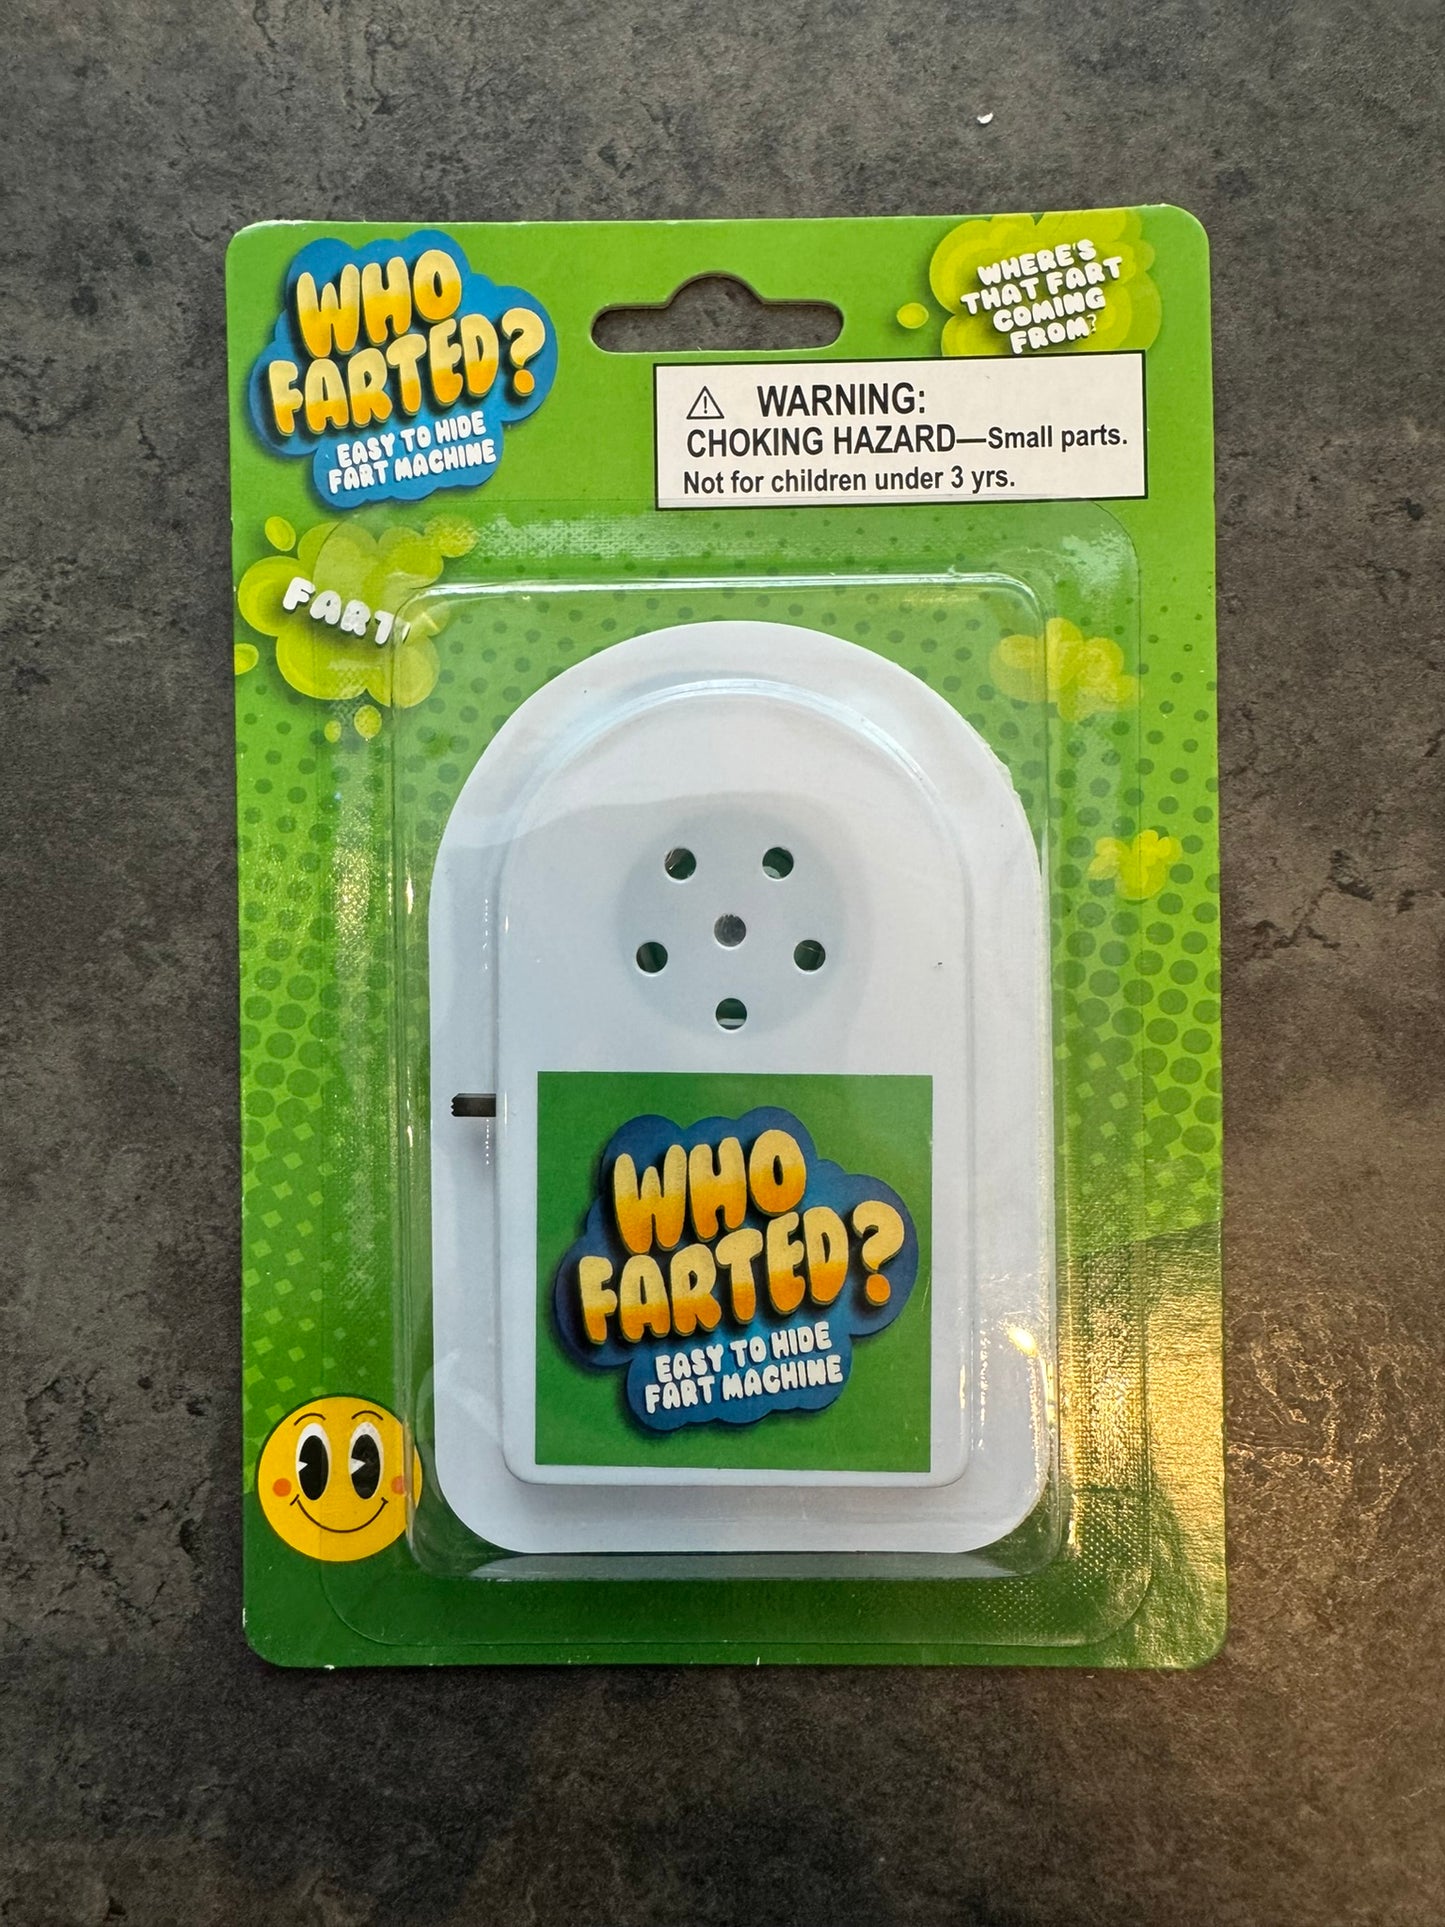 WHO
FARTED?
EASY TO HIDE
FART MACHINE
WHERE'S
THAT FART
COMING
FROM?
WARNING:
CHOKING HAZARD—Small parts.
Not for children under 3 yrs.
FART!
WHO
FARTED?
EASY TO HIDE
FART MACHINE